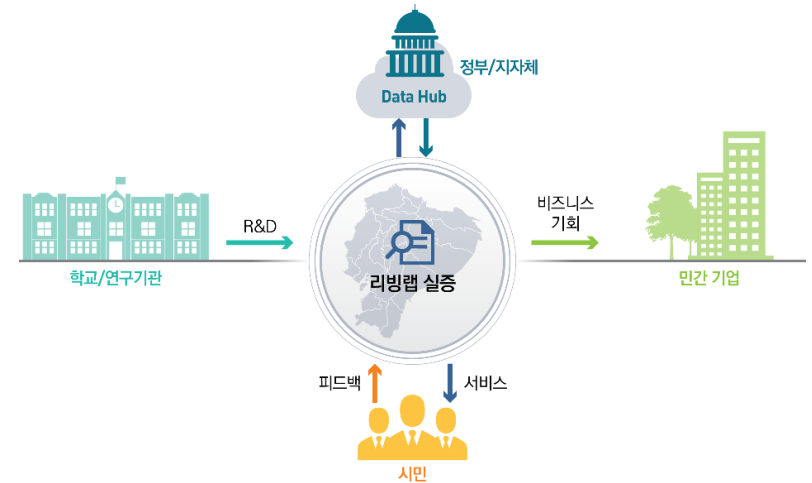 정부/지자체
Data Hub
R&D
비즈니스
기회
리빙랩 실증
학교/연구기관
민간 기업
피드백
서비스
시민